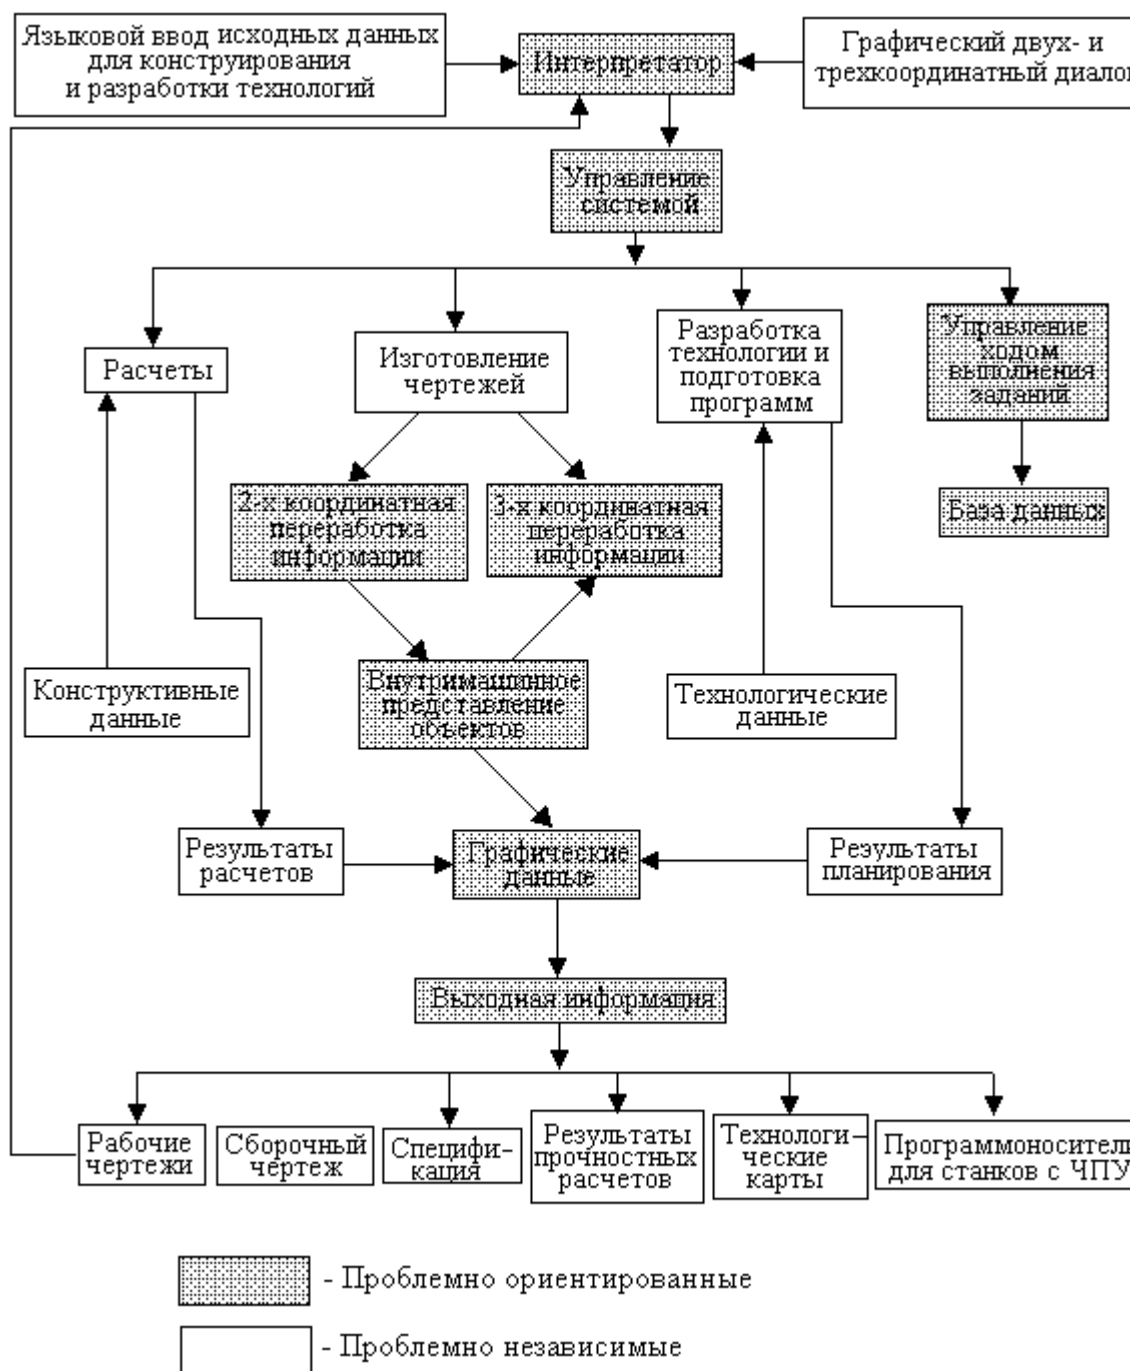 Языковой ввод исходных данных
для конструирования
и разработки технологий
Интерпретатор
Графический двух- и
трехкоординатный диалог
Управление
системой
Расчеты
Изготовление
чертежей
Разработка
технологии и
подготовка
программ
Управление
ходом
выполнения
заданий
2-х координатная
переработка
информации
3-х координатная
переработка
информации
База данных
Конструктивные
данные
Внутримашинное
представление
объектов
Технологические
данные
Результаты
расчетов
Графические
данные
Результаты
планирования
Выходная информация
Рабочие
чертежи
Сборочный
чертеж
Специфи-
кация
Результаты
прочностных
расчетов
Технологи-
ческие
карты
Программоносители
для станков с ЧПУ
- Проблемно ориентированные
- Проблемно независимые